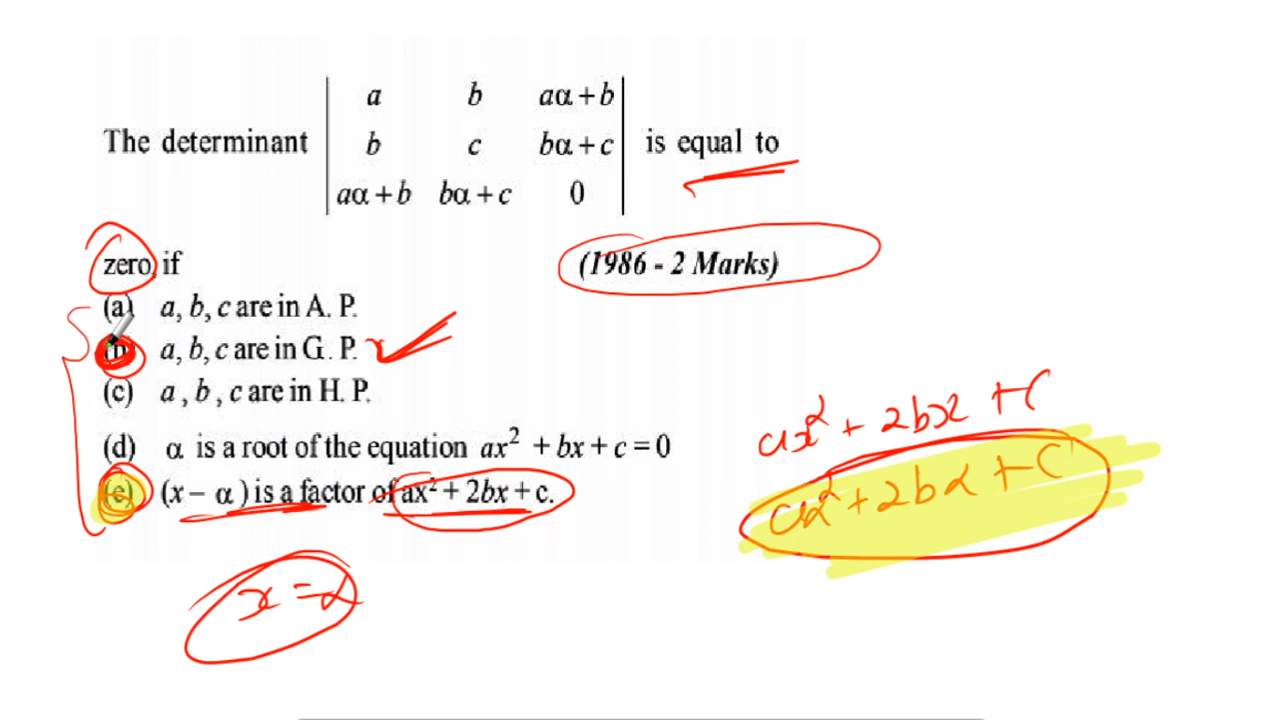 a b aα + b
The determinant b c bα + c is equal to
aα + b bα + c 0
zero, if (1986 - 2 Marks)
(a) a, b, c are in A. P.
(b) a, b, c are in G. P.
(c) a , b , c are in H. P.
(d) α is a root of the equation ax² + bx + c = 0
(e) (x – α ) is a factor of ax² + 2bx + c.
ax² + 2bx + c
aα² + 2bα + c
x = α